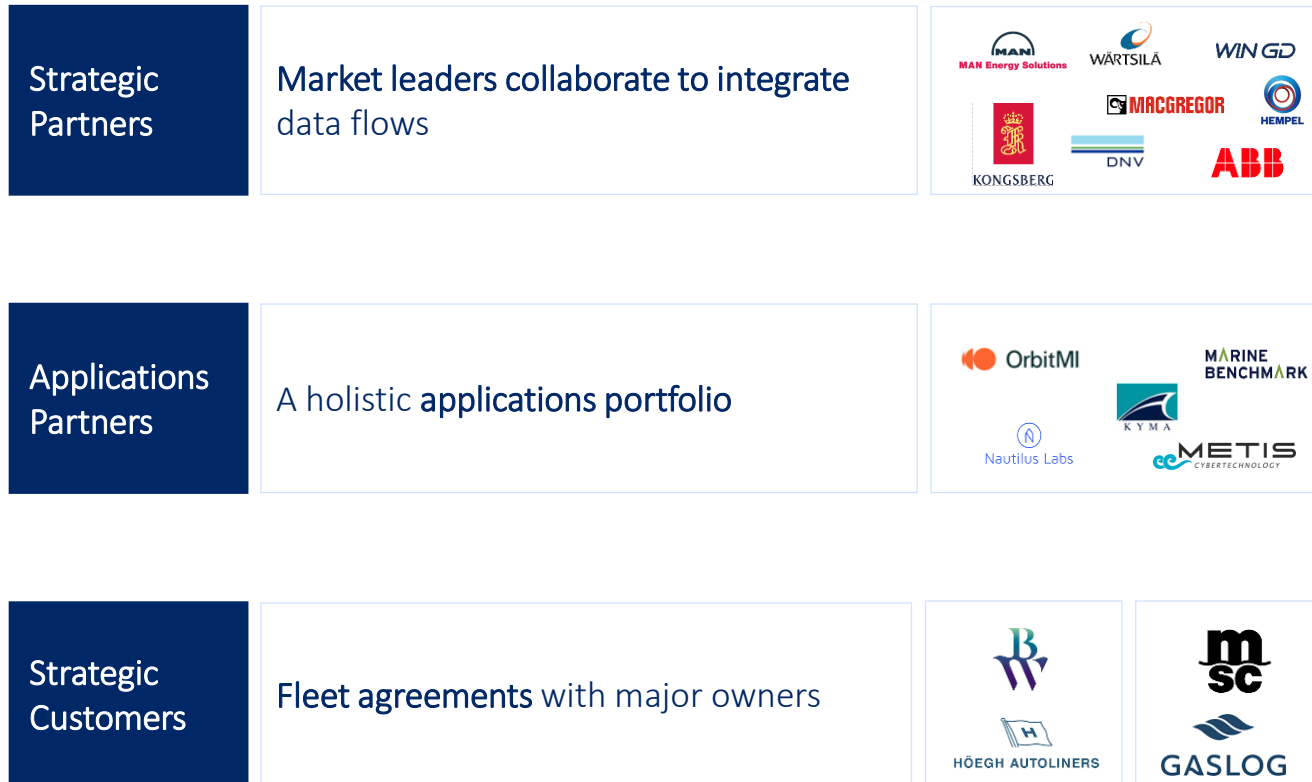 Strategic
Partners
Market leaders collaborate to integrate
data flows
MAN
MAN Energy Solutions
WÄRTSILÄ
WIN GD
MACGREGOR
HEMPEL
KONGSBERG
DNV
ABB
Applications
Partners
A holistic applications portfolio
OrbitMI
MARINE
BENCHMARK
KYMA
Nautilus Labs
METIS
CYBERTECHNOLOGY
Strategic
Customers
Fleet agreements with major owners
BW
msc
H
HÖEGH AUTOLINERS
GASLOG